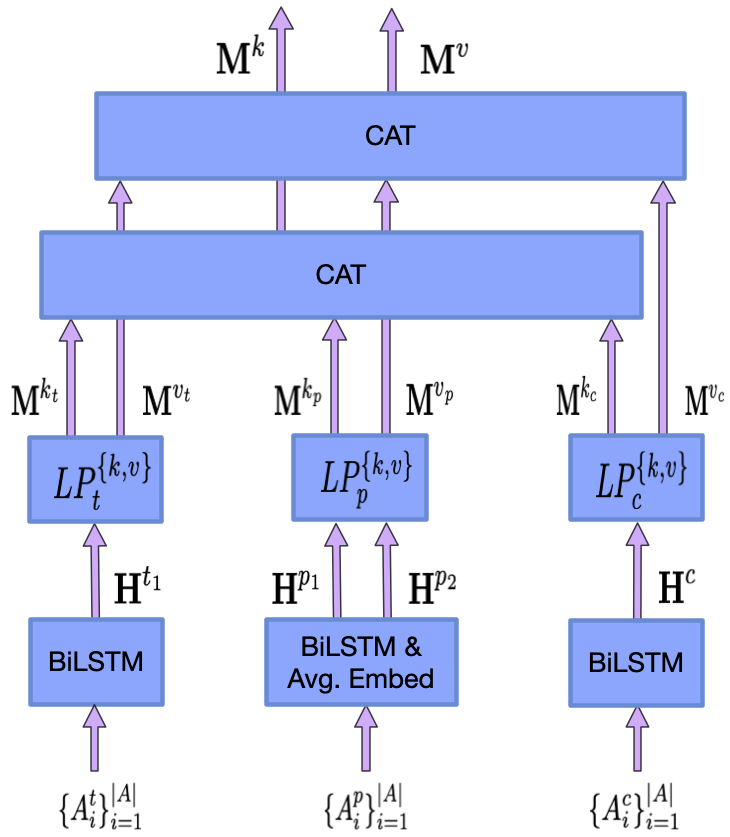 M^k M^v
CAT
CAT
M^{k_t} M^{v_t} M^{k_p} M^{v_p} M^{k_c} M^{v_c}
LP_t^{\{k,v\}} LP_p^{\{k,v\}} LP_c^{\{k,v\}}
H^{t_1} H^{p_1} H^{p_2} H^c
BiLSTM BiLSTM & BiLSTM
Avg. Embed
\{A_i^t\}_{i=1}^{|A|} \{A_i^p\}_{i=1}^{|A|} \{A_i^c\}_{i=1}^{|A|}